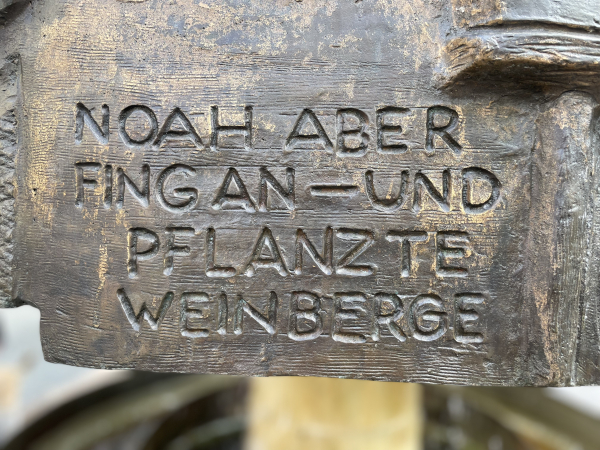 NOAH ABER
FING AN — UND
PFLANZTE
WEINBERGE